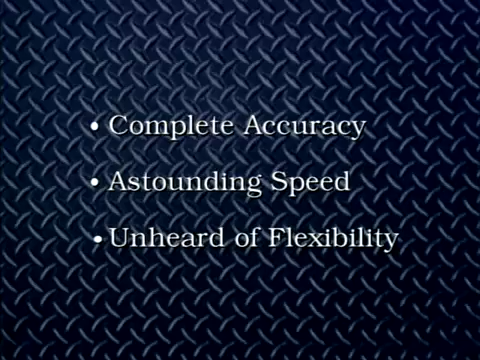 • Complete Accuracy
• Astounding Speed
• Unheard of Flexibility